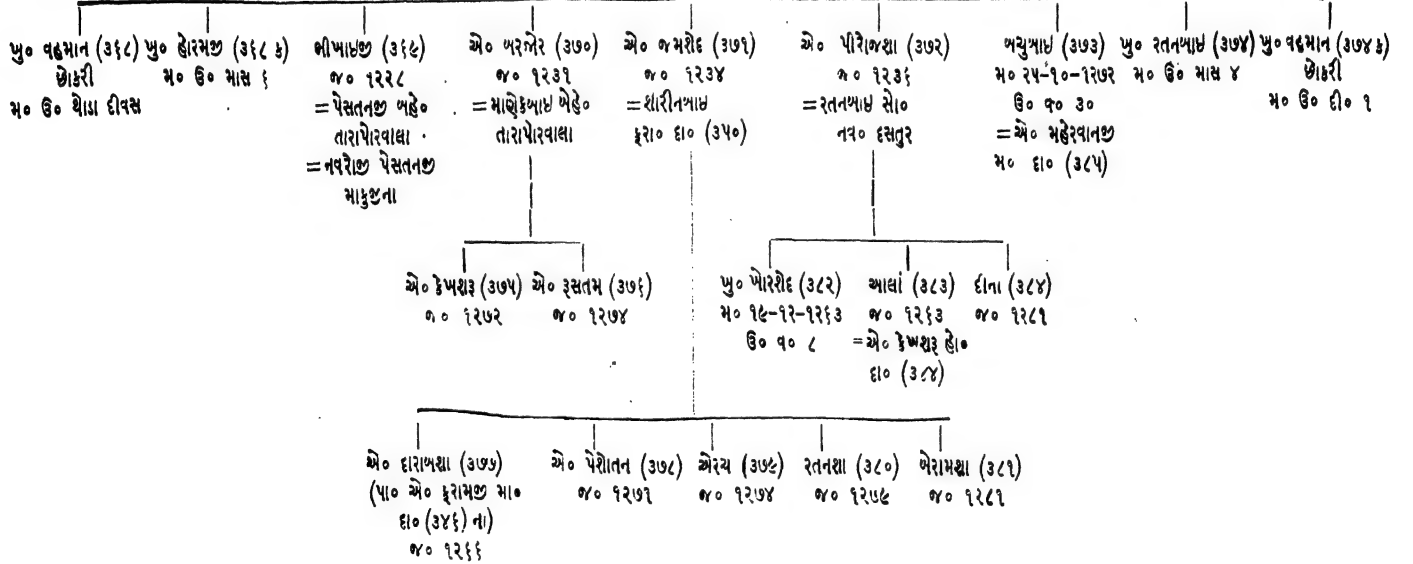 ખુ૦ વહમાન (૩૬૮)
છોકરી
મ૦ ઉ૦ થોડા દીવસ
ખુ૦ હોરમજી (૩૬૮ ક)
મ૦ ઉ૦ માસ ૬
ભીખાઇજી (૩૬૯)
જ૦ ૧૨૨૮
=પેસતનજી બહે૦
તારાપોરવાલા
=નવરોજી પેસતનજી
માકુજીના
એ૦ બરજોર (૩૭૦)
જ૦ ૧૨૩૧
=માણેકબાઇ બેહે૦
તારાપોરવાલા
એ૦ જમશેદ (૩૭૧)
જ૦ ૧૨૩૪
=શીરીનબાઇ
ફરા૦ દા૦ (૩૫૦)
એ૦ પીરોજશા (૩૭૨)
જ૦ ૧૨૩૬
=રતનબાઇ સો૦
નવ૦ દસતુર
બચુબાઇ (૩૭૩)
મ૦ ૨૫-૧૦-૧૨૭૨
ઉ૦ વ૦ ૩૦
=એ૦ મહેરવાનજી
મ૦ દા૦ (૩૮૫)
ખુ૦ રતનબાઇ (૩૭૪)
મ૦ ઉ૦ માસ ૪
ખુ૦ વહમાન (૩૭૪ ક)
છોકરી
મ૦ ઉ૦ દી૦ ૧
એ૦ કેખશરૂ (૩૭૫)
જ૦ ૧૨૭૨
એ૦ રૂસતમ (૩૭૬)
જ૦ ૧૨૭૪
ખુ૦ ખોરશેદ (૩૮૨)
મ૦ ૧૯-૧૨-૧૨૬૩
ઉ૦ વ૦ ૮
આલાં (૩૮૩)
જ૦ ૧૨૬૩
=એ૦ કેખશરૂ હો૦
દા૦ (૩૯૪)
દીના (૩૮૪)
જ૦ ૧૨૮૧
એ૦ દારાબશા (૩૭૭)
(પા૦ એ૦ ફરામજી મા૦
દા૦ (૩૪૬) ના)
જ૦ ૧૨૬૬
એ૦ પેશોતન (૩૭૮)
જ૦ ૧૨૭૧
એરચ (૩૭૯)
જ૦ ૧૨૭૪
રતનશા (૩૮૦)
જ૦ ૧૨૭૯
બેરામશા (૩૮૧)
જ૦ ૧૨૮૧